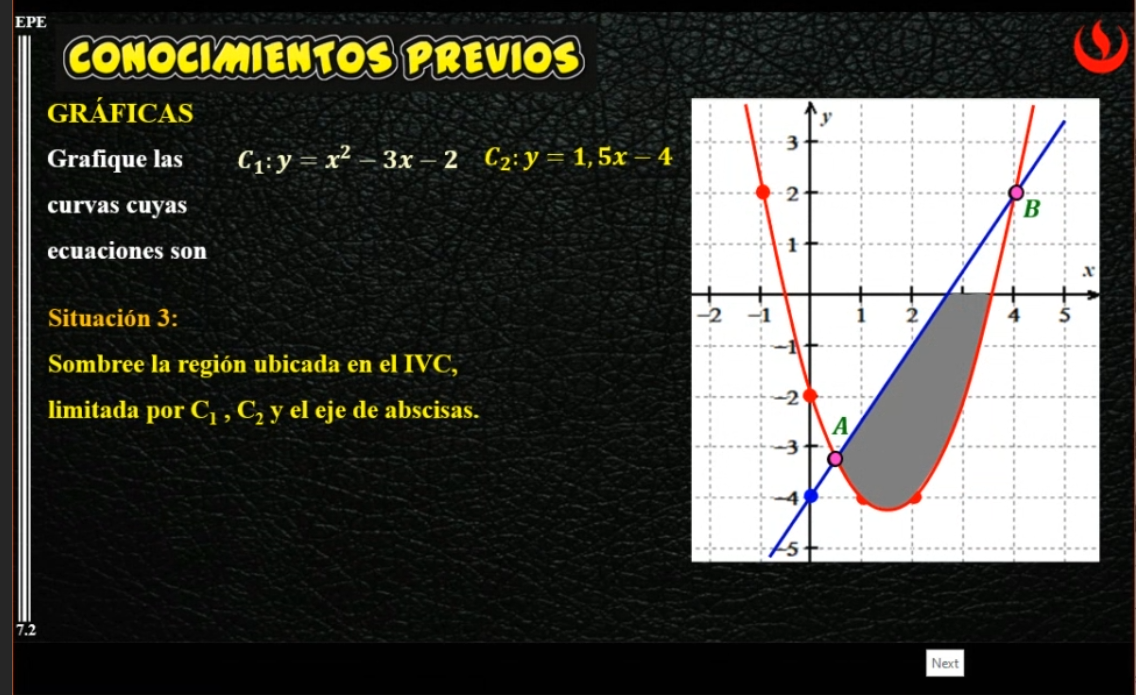 EPE
CONOCIMIENTOS PREVIOS
GRÁFICAS
Grafique las C₁: y = x² − 3x − 2 C₂: y = 1,5x − 4
curvas cuyas
ecuaciones son
Situación 3:
Sombree la región ubicada en el IVC,
limitada por C₁ , C₂ y el eje de abscisas.
y
3
2
B
1
x
−2 −1 1 2 4 5
−1
−2
A
−3
−4
−5
7.2
Next